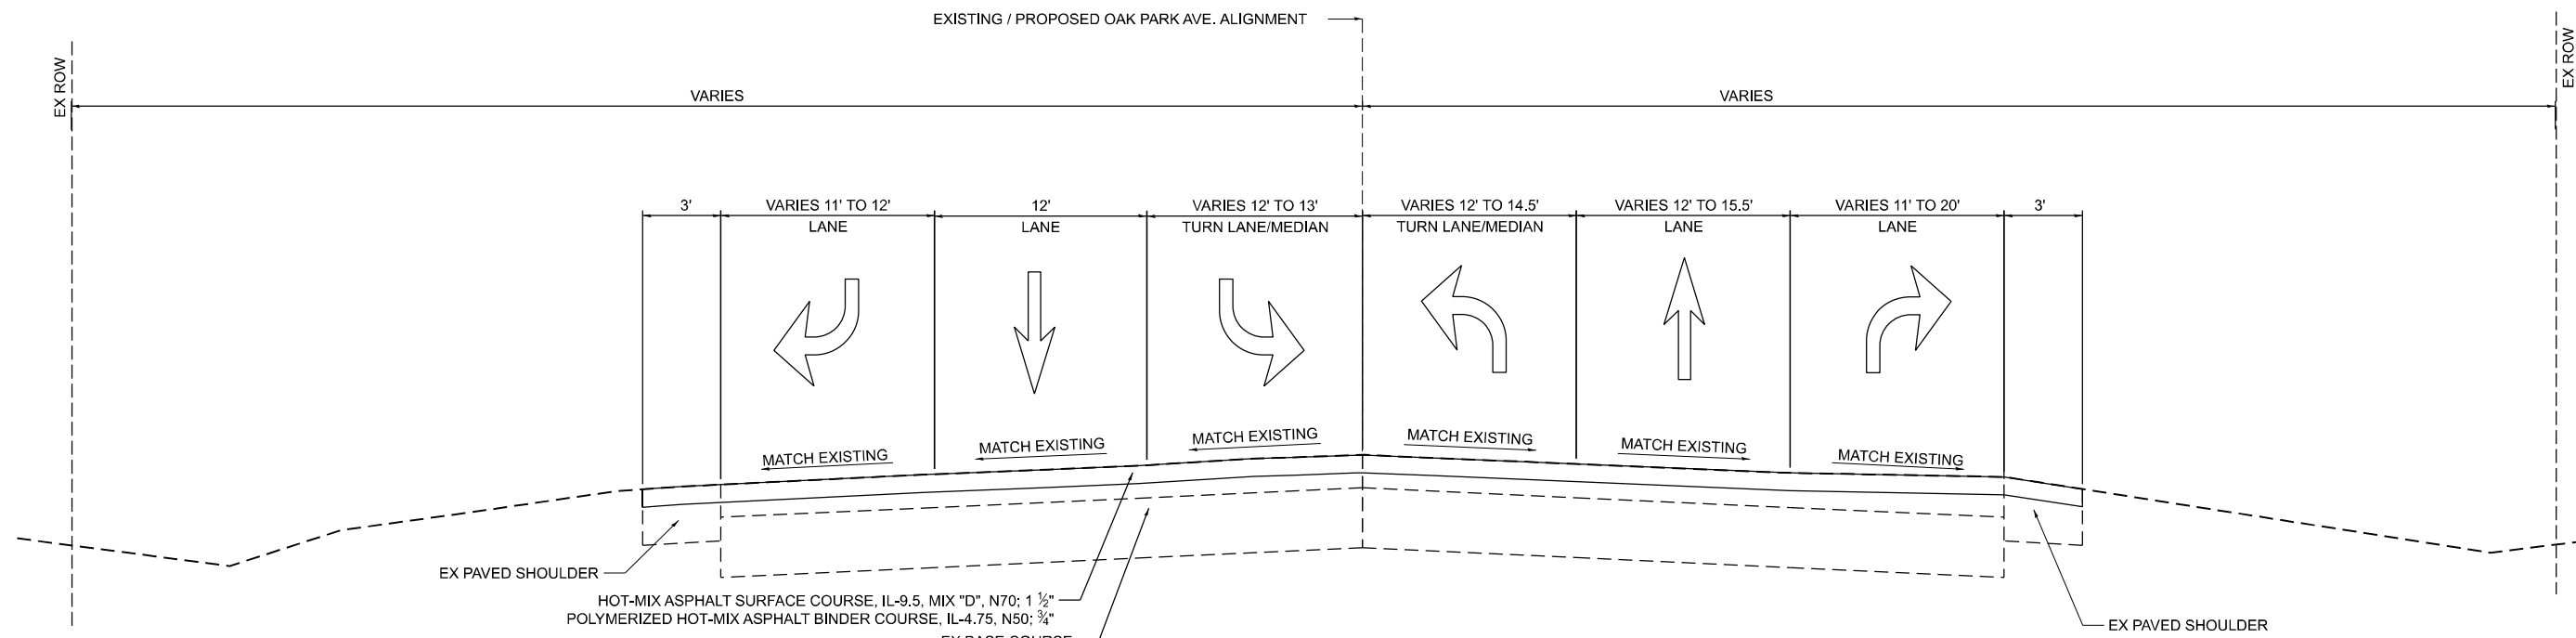 EXISTING / PROPOSED OAK PARK AVE. ALIGNMENT
EX ROW
EX ROW
VARIES
VARIES
3'
VARIES 11' TO 12'
12'
VARIES 12' TO 13'
VARIES 12' TO 14.5'
VARIES 12' TO 15.5'
VARIES 11' TO 20'
3'
LANE
LANE
TURN LANE/MEDIAN
TURN LANE/MEDIAN
LANE
LANE
MATCH EXISTING
MATCH EXISTING
MATCH EXISTING
MATCH EXISTING
MATCH EXISTING
MATCH EXISTING
EX PAVED SHOULDER
HOT-MIX ASPHALT SURFACE COURSE, IL-9.5, MIX "D", N70; 1 ½"
POLYMERIZED HOT-MIX ASPHALT BINDER COURSE, IL-4.75, N50; ¾"
EX BASE COURSE
EX PAVED SHOULDER